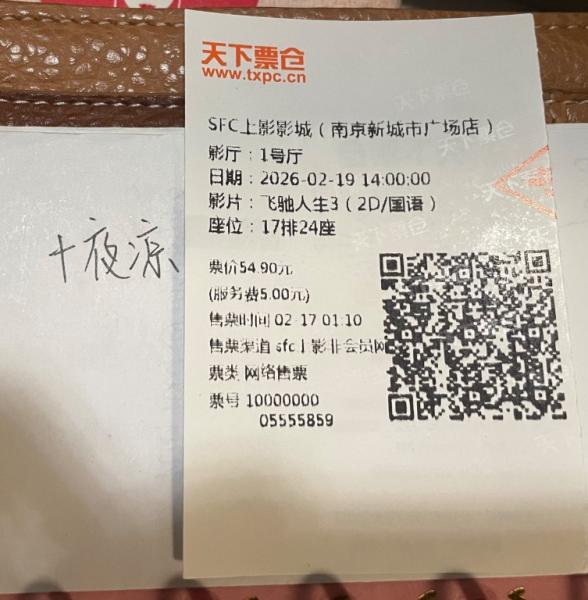 天下票仓
www.txpc.cn
SFC上影影城（南京新城市广场店）
影厅：1号厅
日期：2026-02-19 14:00:00
影片：飞驰人生3（2D/国语）
座位：17排24座
票价54.90元
(服务费5.00元)
售票时间 02-17 01:10
售票渠道 sfc上影非会员网
票类 网络售票
票号 10000000
05555859
十夜凉